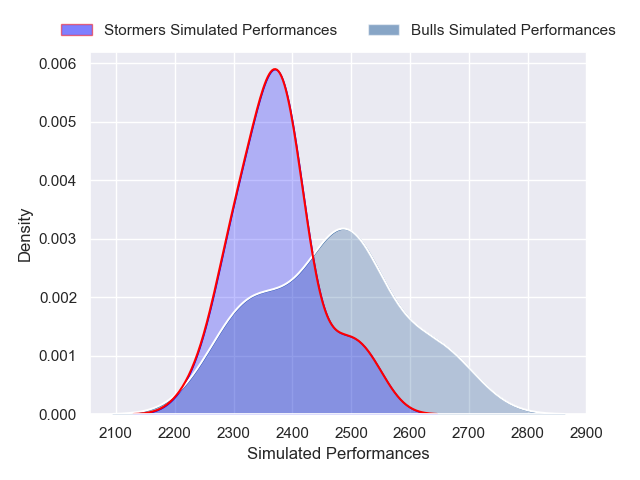 Stormers Simulated Performances
Bulls Simulated Performances
0.006
0.005
0.004
0.003
0.002
0.001
0.000
Density
2100 2200 2300 2400 2500 2600 2700 2800 2900
Simulated Performances